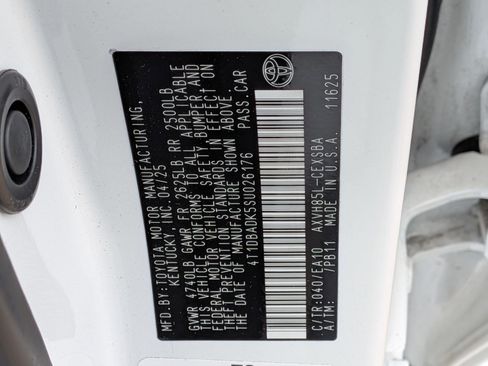 MFD.BY:TOYOTA MOTOR MANUFACTURING,
KENTUCKY, INC. 04/25
GVWR 4740LB GAWR FR 2625LB RR 2500LB
THIS VEHICLE CONFORMS TO ALL APPLICABLE
FEDERAL MOTOR VEHICLE SAFETY, BUMPER AND
THEFT PREVENTION STANDARDS IN EFFECT ON
THE DATE OF MANUFACTURE SHOWN ABOVE.
4T1DBADK5SU026176 PASS.CAR
C/TR:040/EA10 AXVH85L-CEXSBA
A/TM: /PB11 MADE IN U.S.A. 11625